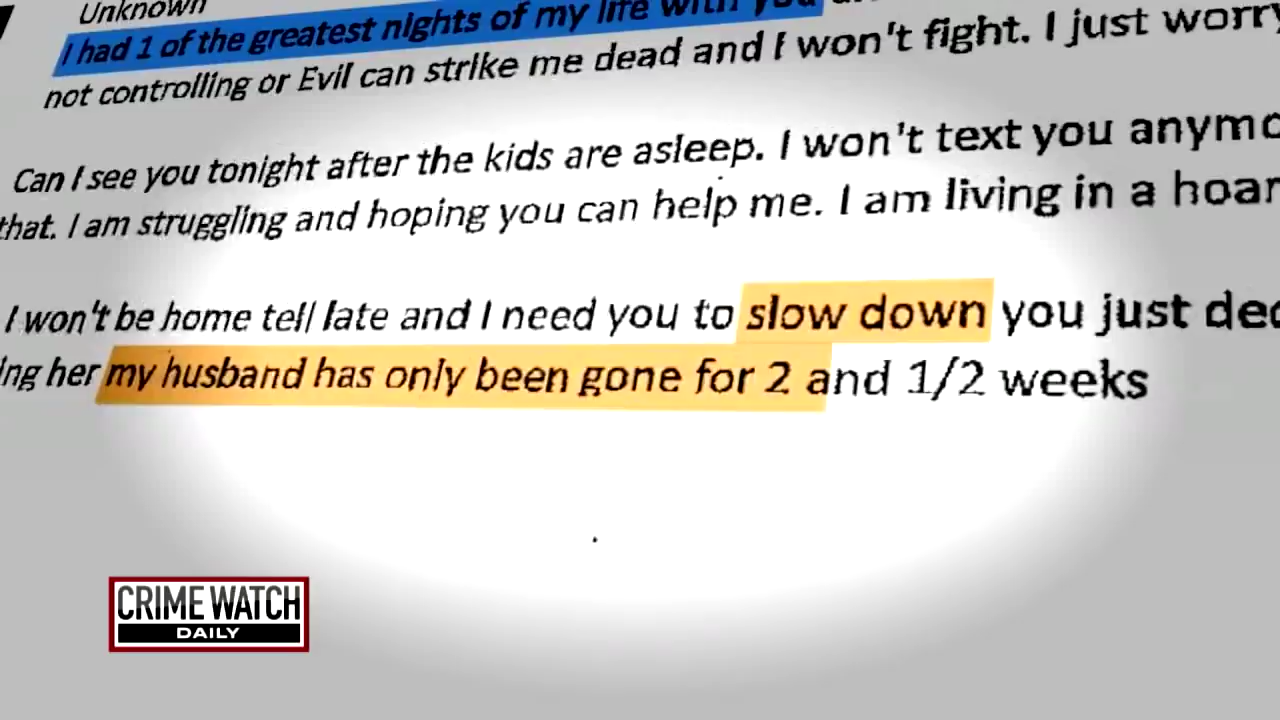 Unknown
I had 1 of the greatest nights of my life with you
not controlling or Evil can strike me dead and I won't fight. I just worry
Can I see you tonight after the kids are asleep. I won't text you anymo
that. I am struggling and hoping you can help me. I am living in a hoar
I won't be home tell late and I need you to slow down you just dec
ing her my husband has only been gone for 2 and 1/2 weeks
CRIME WATCH
DAILY